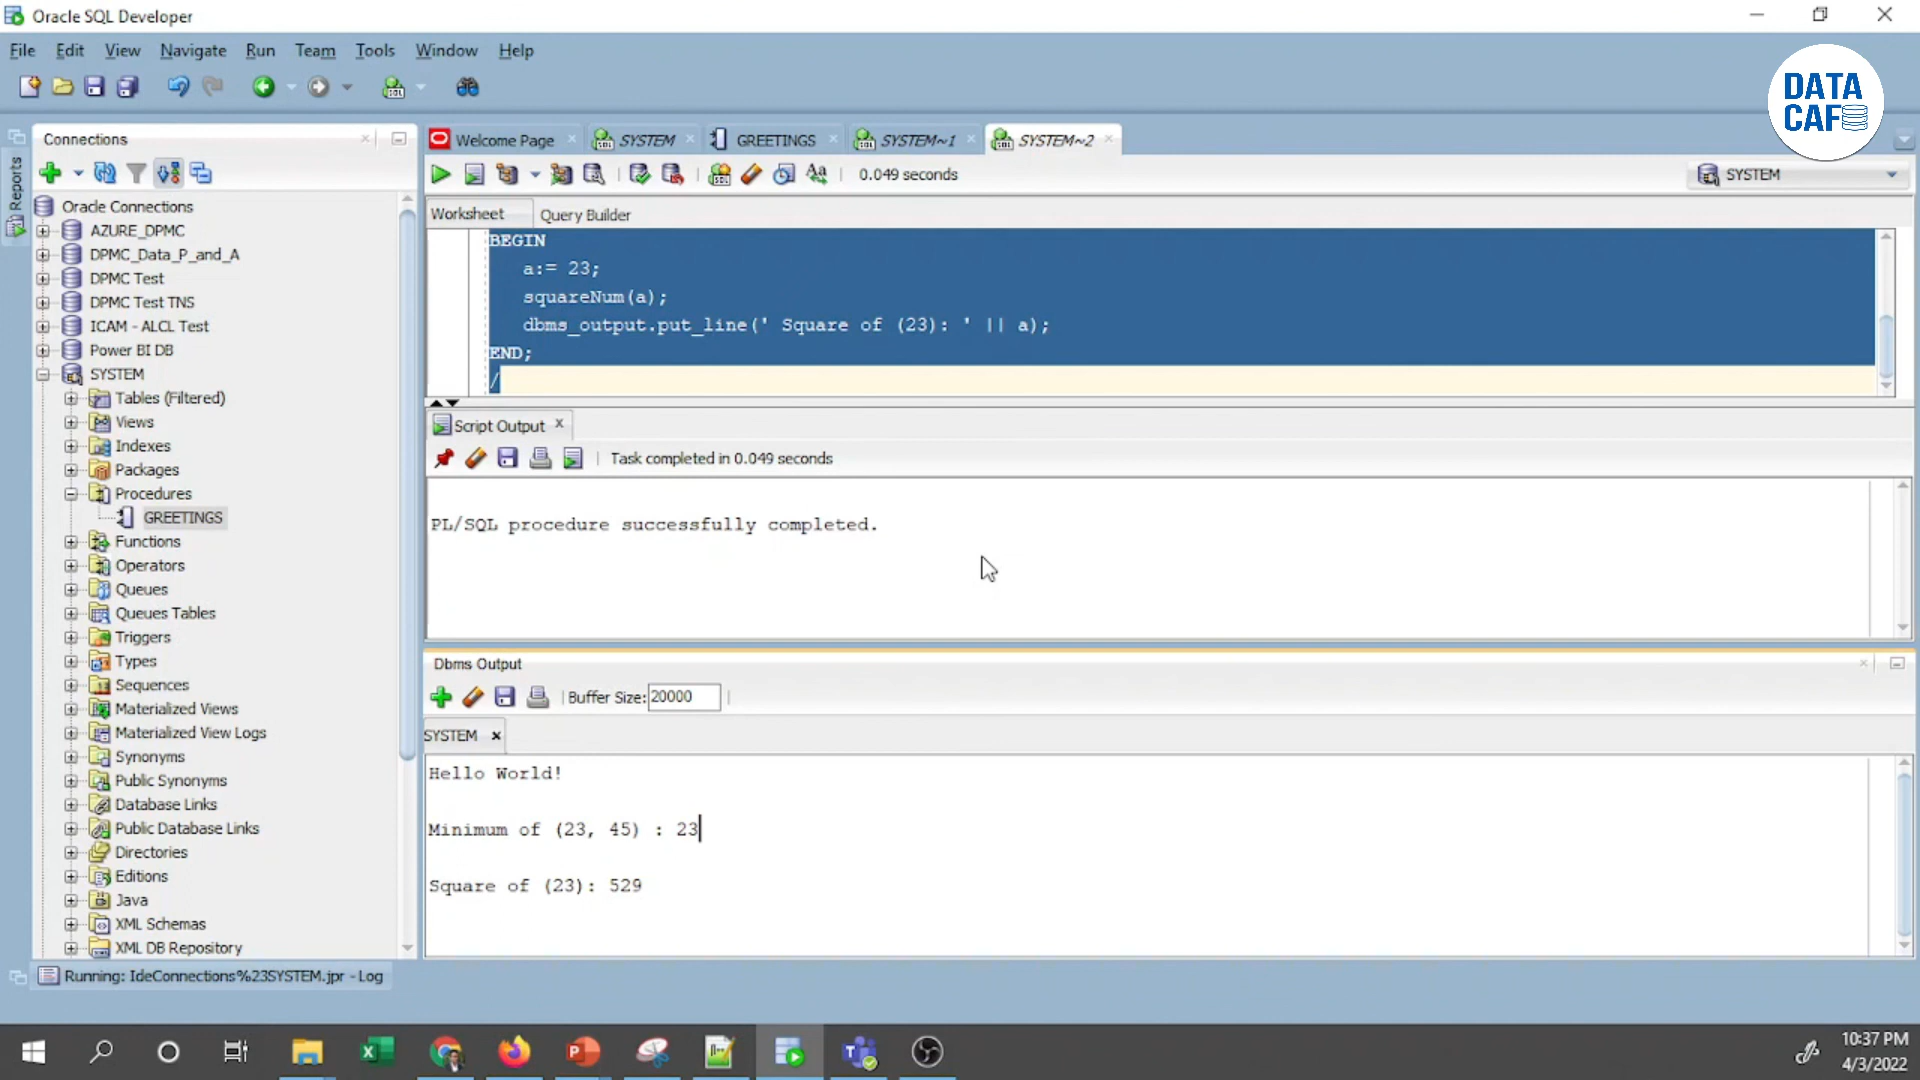 Oracle SQL Developer
File Edit View Navigate Run Team Tools Window Help
DATA
CAFE
Reports
Connections
Oracle Connections
AZURE_DPMC
DPMC_Data_P_and_A
DPMC Test
DPMC Test TNS
ICAM - ALCL Test
Power BI DB
SYSTEM
Tables (Filtered)
Views
Indexes
Packages
Procedures
GREETINGS
Functions
Operators
Queues
Queues Tables
Triggers
Types
Sequences
Materialized Views
Materialized View Logs
Synonyms
Public Synonyms
Database Links
Public Database Links
Directories
Editions
Java
XML Schemas
XML DB Repository
Welcome Page SYSTEM GREETINGS SYSTEM~1 SYSTEM~2
0.049 seconds
SYSTEM
Worksheet Query Builder
BEGIN
a:= 23;
squareNum(a);
dbms_output.put_line(' Square of (23): ' || a);
END;
/
Script Output
Task completed in 0.049 seconds
PL/SQL procedure successfully completed.
Dbms Output
Buffer Size: 20000
SYSTEM
Hello World!
Minimum of (23, 45) : 23
Square of (23): 529
Running: IdeConnections%23SYSTEM.jpr - Log
10:37 PM
4/3/2022